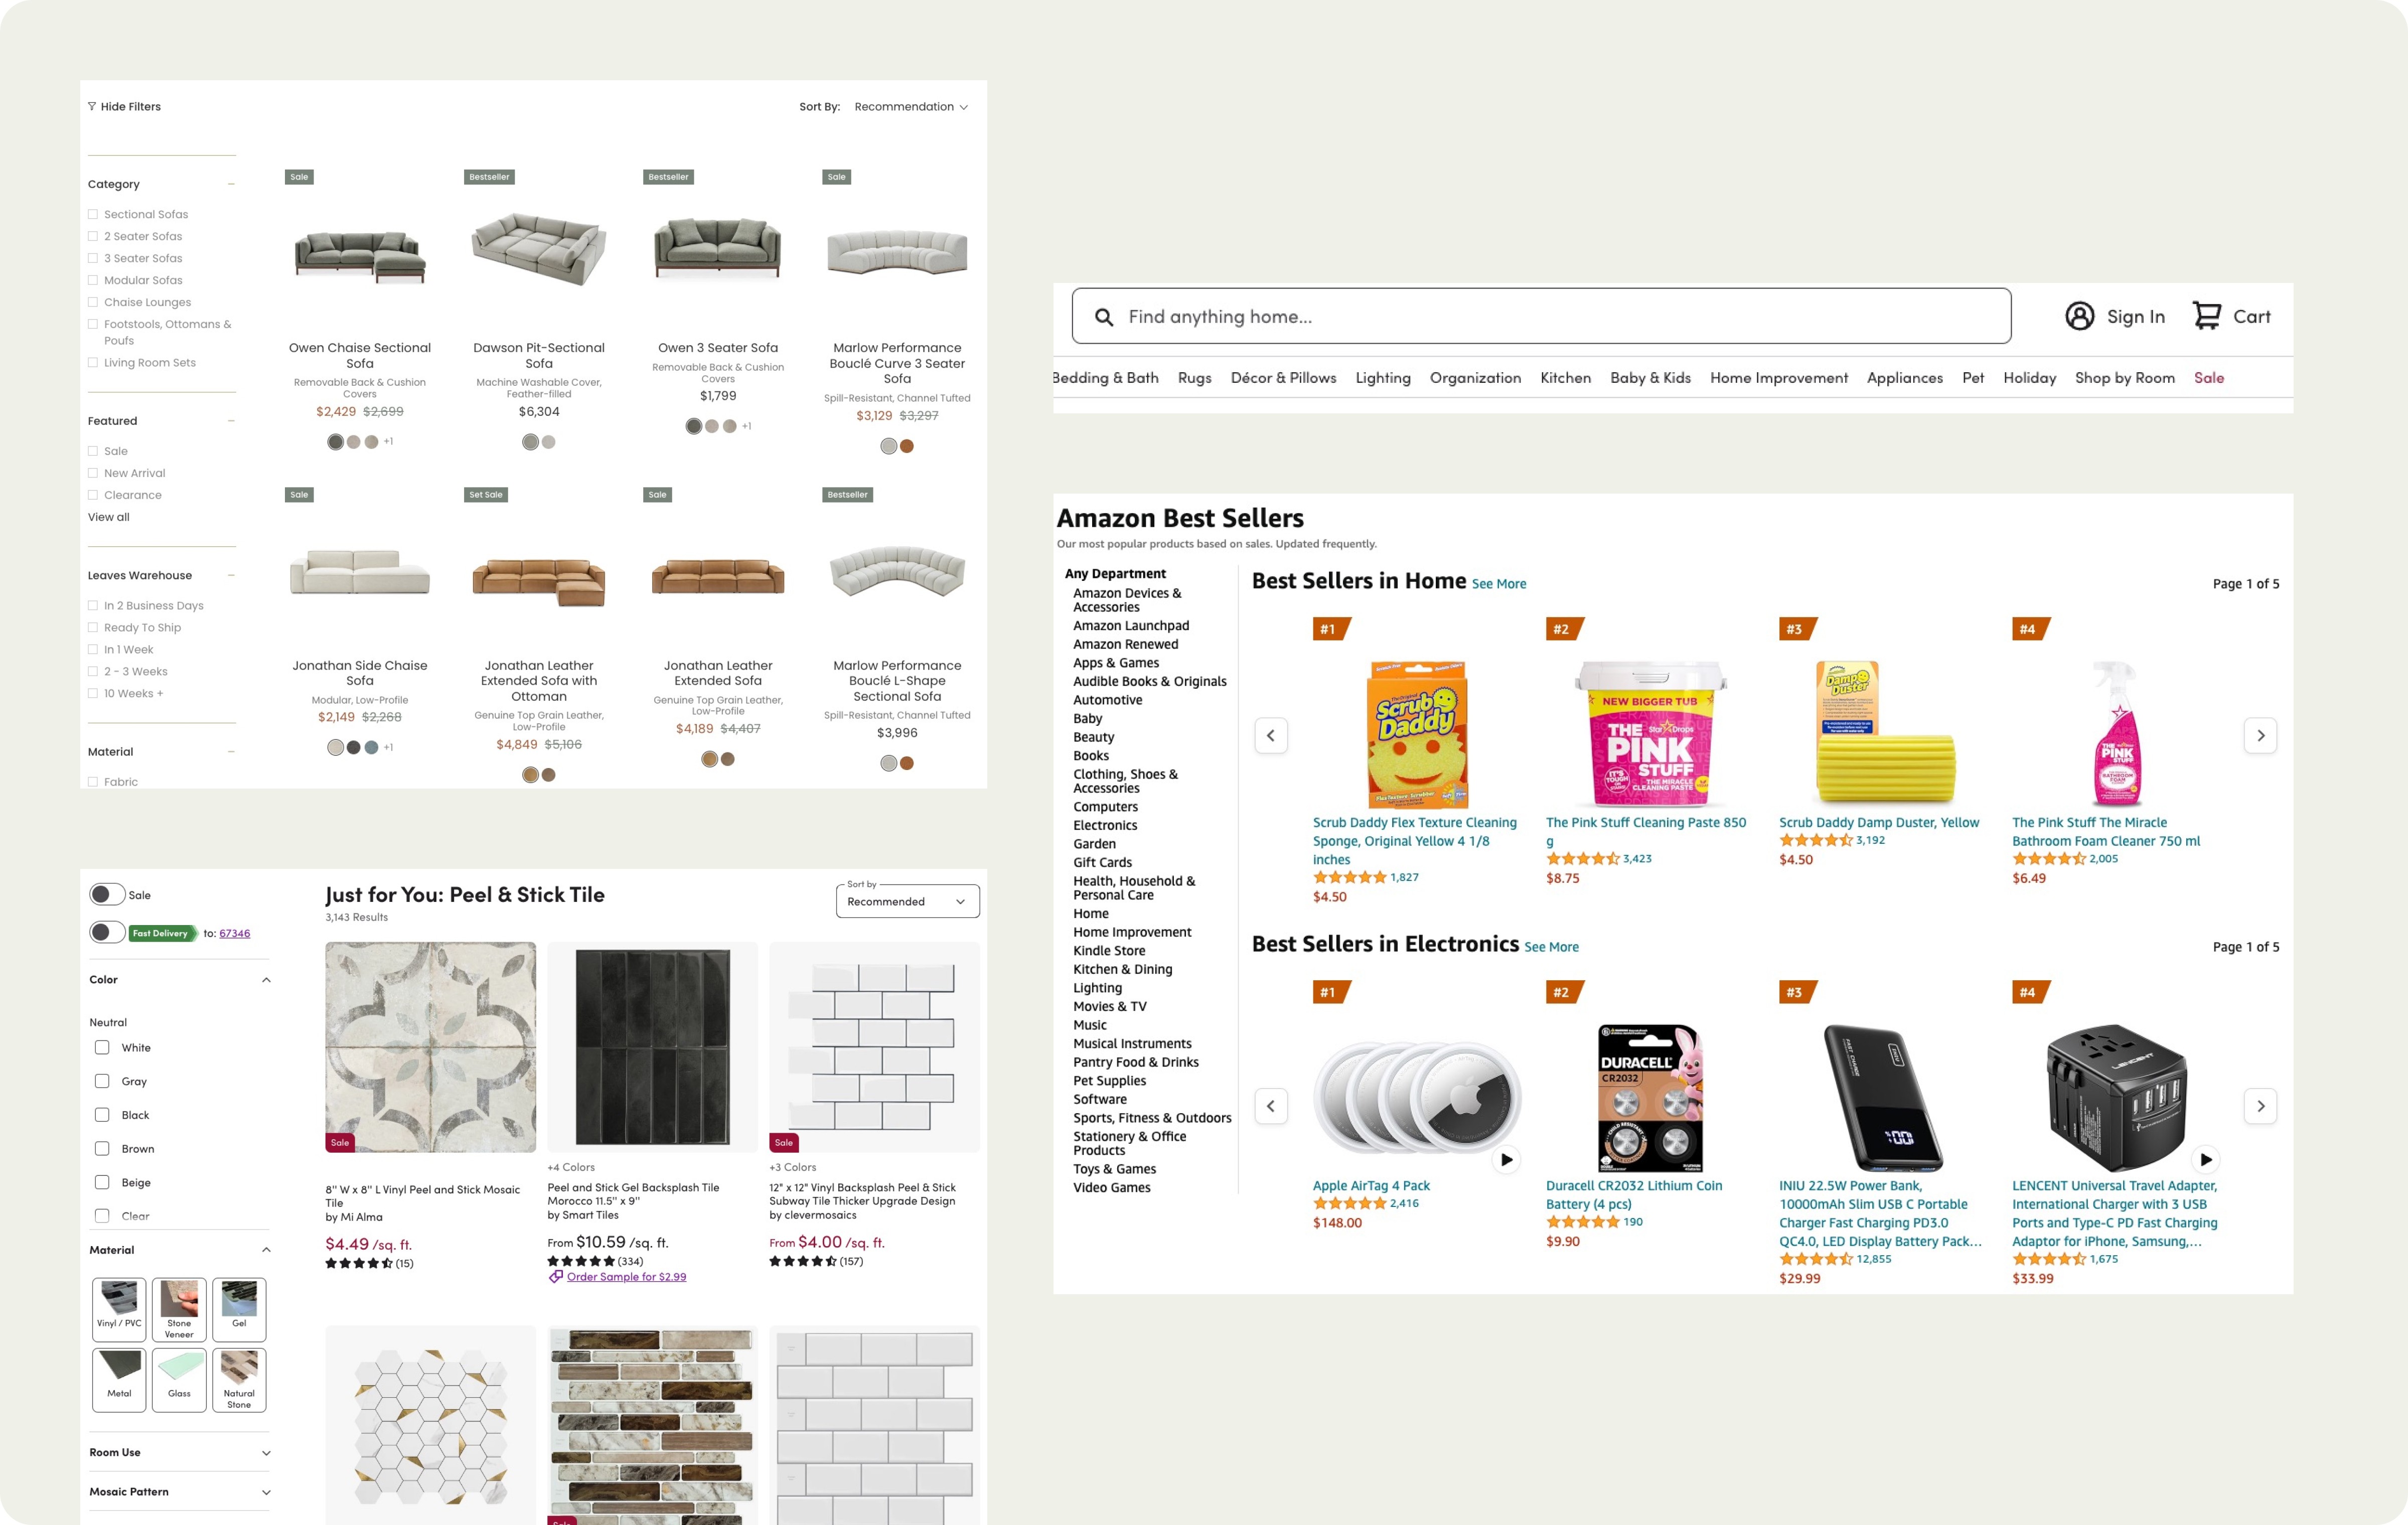 Hide Filters
Sort By: Recommendation
Category
Sectional Sofas
2 Seater Sofas
3 Seater Sofas
Modular Sofas
Chaise Lounges
Footstools, Ottomans &
Poufs
Living Room Sets
Featured
Sale
New Arrival
Clearance
View all
Leaves Warehouse
In 2 Business Days
Ready To Ship
In 1 Week
2 - 3 Weeks
10 Weeks +
Material
Fabric
Sale
Owen Chaise Sectional
Sofa
Removable Back & Cushion
Covers
$2,429 $2,699
+1
Bestseller
Dawson Pit-Sectional
Sofa
Machine Washable Cover,
Feather-filled
$6,304
Bestseller
Owen 3 Seater Sofa
Removable Back & Cushion
Covers
$1,799
+1
Sale
Marlow Performance
Bouclé Curve 3 Seater
Sofa
Spill-Resistant, Channel Tufted
$3,129 $3,297
Sale
Jonathan Side Chaise
Sofa
Modular, Low-Profile
$2,149 $2,268
+1
Set Sale
Jonathan Leather
Extended Sofa with
Ottoman
Genuine Top Grain Leather,
Low-Profile
$4,849 $5,106
Sale
Jonathan Leather
Extended Sofa
Genuine Top Grain Leather,
Low-Profile
$4,189 $4,407
Bestseller
Marlow Performance
Bouclé L-Shape
Sectional Sofa
Spill-Resistant, Channel Tufted
$3,996
Sale
Fast Delivery to: 67346
Color
Neutral
White
Gray
Black
Brown
Beige
Clear
Material
Vinyl / PVC
Stone
Veneer
Gel
Metal
Glass
Natural
Stone
Room Use
Mosaic Pattern
Just for You: Peel & Stick Tile
3,143 Results
Sort by
Recommended
Sale
8'' W x 8'' L Vinyl Peel and Stick Mosaic
Tile
by Mi Alma
$4.49 /sq. ft.
(15)
+4 Colors
Peel and Stick Gel Backsplash Tile
Morocco 11.5'' x 9''
by Smart Tiles
From $10.59 /sq. ft.
(334)
Order Sample for $2.99
Sale
+3 Colors
12" x 12" Vinyl Backsplash Peel & Stick
Subway Tile Thicker Upgrade Design
by clevermosaics
From $4.00 /sq. ft.
(157)
Sale
Find anything home...
Sign In
Cart
Bedding & Bath Rugs Décor & Pillows Lighting Organization Kitchen Baby & Kids Home Improvement Appliances Pet Holiday Shop by Room Sale
Amazon Best Sellers
Our most popular products based on sales. Updated frequently.
Any Department
Amazon Devices &
Accessories
Amazon Launchpad
Amazon Renewed
Apps & Games
Audible Books & Originals
Automotive
Baby
Beauty
Books
Clothing, Shoes &
Accessories
Computers
Electronics
Garden
Gift Cards
Health, Household &
Personal Care
Home
Home Improvement
Kindle Store
Kitchen & Dining
Lighting
Movies & TV
Music
Musical Instruments
Pantry Food & Drinks
Pet Supplies
Software
Sports, Fitness & Outdoors
Stationery & Office
Products
Toys & Games
Video Games
Best Sellers in Home See More
Page 1 of 5
#1
Scrub
Daddy
Scrub Daddy Flex Texture Cleaning
Sponge, Original Yellow 4 1/8
inches
1,827
$4.50
#2
NEW BIGGER TUB
Star Drops
THE
PINK
STUFF
IT'S
TOUGH
THE MIRACLE
CLEANING PASTE
The Pink Stuff Cleaning Paste 850
g
3,423
$8.75
#3
Damp
Duster
Scrub Daddy Damp Duster, Yellow
3,192
$4.50
#4
THE
PINK
STUFF
The Pink Stuff The Miracle
Bathroom Foam Cleaner 750 ml
2,005
$6.49
Best Sellers in Electronics See More
Page 1 of 5
#1
Apple AirTag 4 Pack
2,416
$148.00
#2
DURACELL
CR2032
Duracell CR2032 Lithium Coin
Battery (4 pcs)
190
$9.90
#3
FAST CHARGE
100
INIU 22.5W Power Bank,
10000mAh Slim USB C Portable
Charger Fast Charging PD3.0
QC4.0, LED Display Battery Pack...
12,855
$29.99
#4
LENCENT
LENCENT Universal Travel Adapter,
International Charger with 3 USB
Ports and Type-C PD Fast Charging
Adaptor for iPhone, Samsung,...
1,675
$33.99